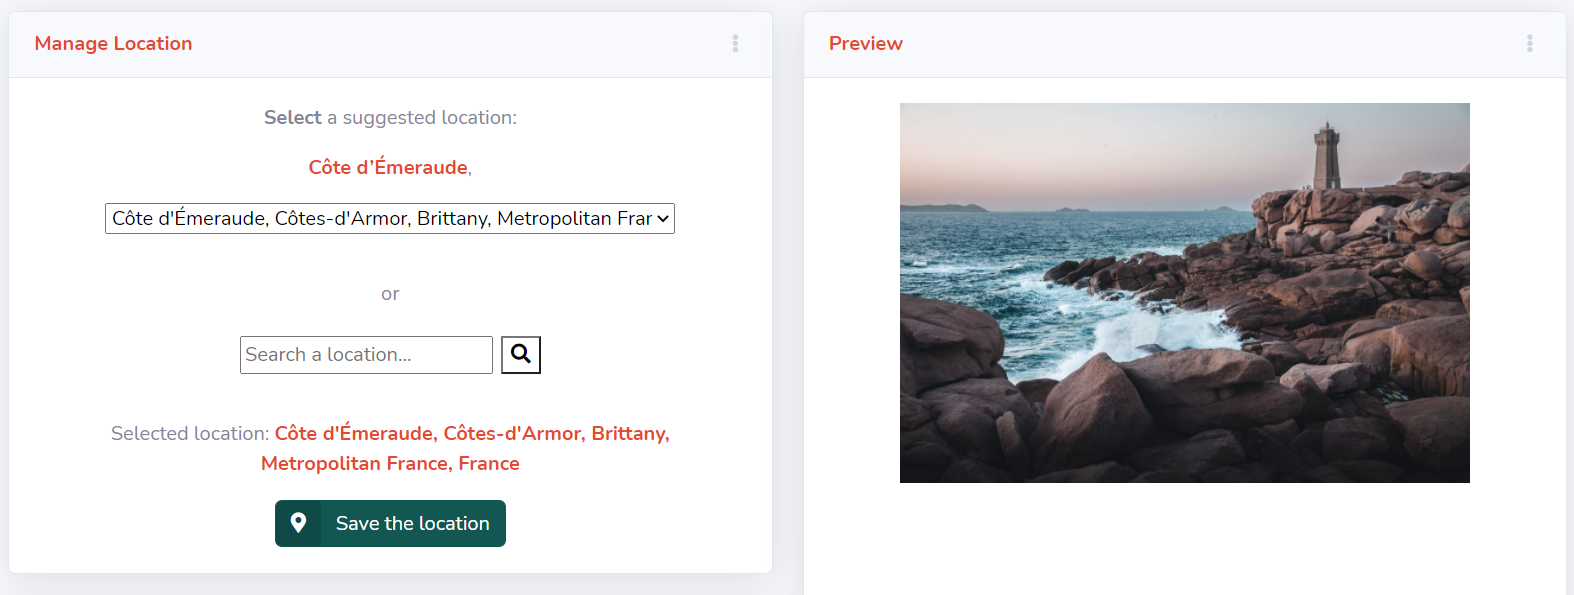 Manage Location
Select a suggested location:
Côte d’Émeraude,
Côte d'Émeraude, Côtes-d'Armor, Brittany, Metropolitan Frar
or
Search a location...
Selected location: Côte d'Émeraude, Côtes-d'Armor, Brittany,
Metropolitan France, France
Save the location
Preview